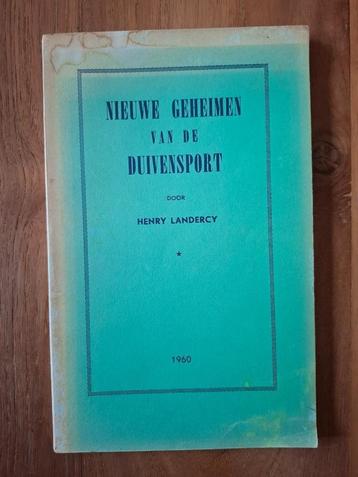 NIEUWE GEHEIMEN
VAN DE
DUIVENSPORT
DOOR
HENRY LANDERCY
1960